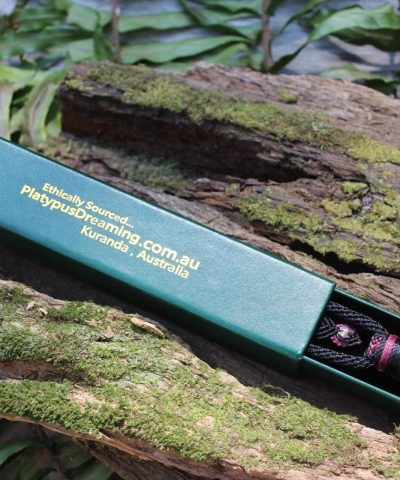 Ethically Sourced...
PlatypusDreaming.com.au
Kuranda , Australia